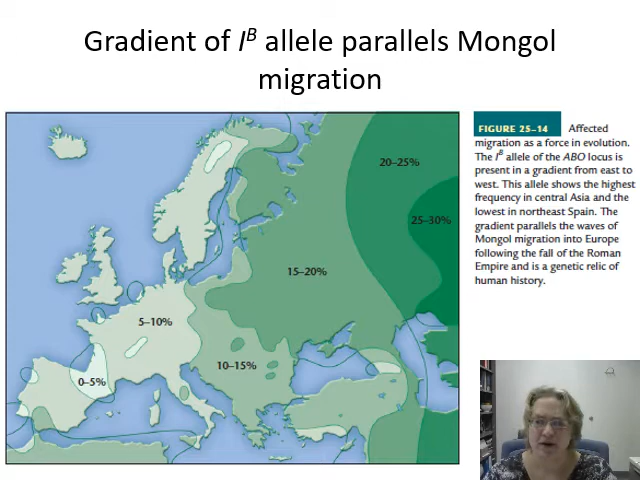 Gradient of I^B allele parallels Mongol
migration
20–25%
25–30%
15–20%
5–10%
10–15%
0–5%
FIGURE 25–14 Affected
migration as a force in evolution.
The I^B allele of the ABO locus is
present in a gradient from east to
west. This allele shows the highest
frequency in central Asia and the
lowest in northeast Spain. The
gradient parallels the waves of
Mongol migration into Europe
following the fall of the Roman
Empire and is a genetic relic of
human history.